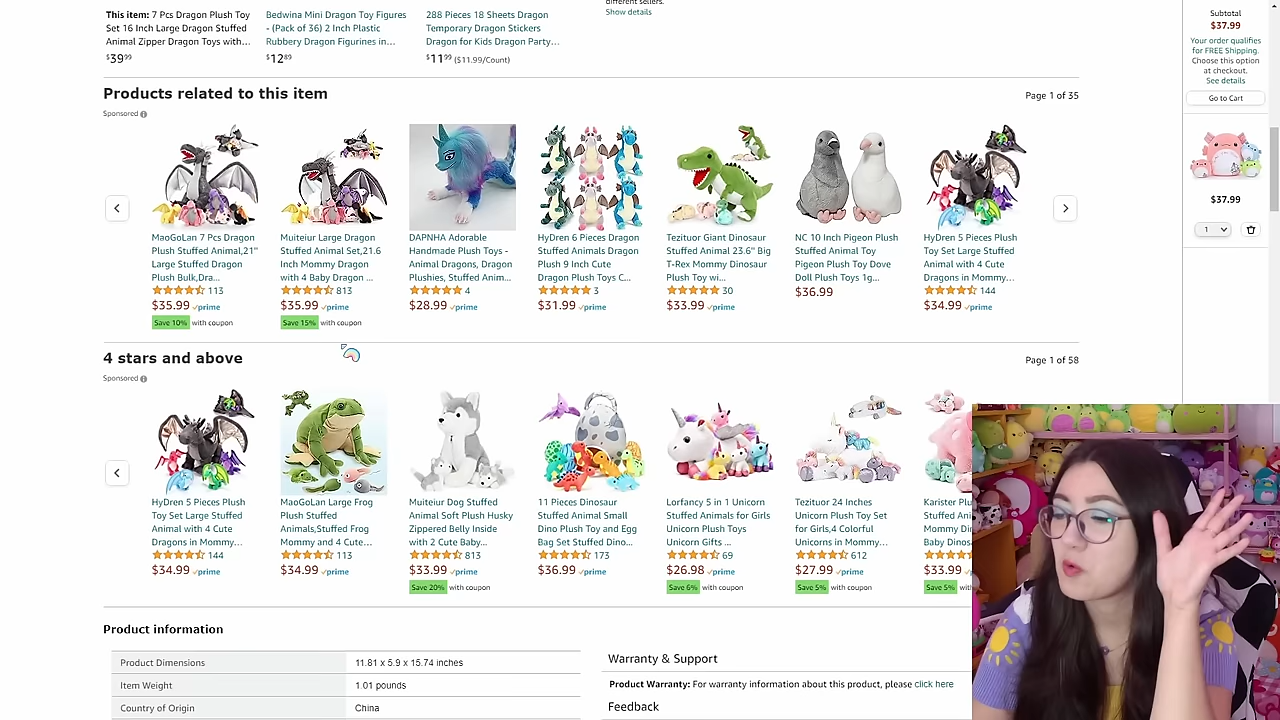 different sellers.
Show details
This item: 7 Pcs Dragon Plush Toy
Set 16 Inch Large Dragon Stuffed
Animal Zipper Dragon Toys with…
$39⁹⁹
Bedwina Mini Dragon Toy Figures
- (Pack of 36) 2 Inch Plastic
Rubbery Dragon Figurines in…
$12⁸⁹
288 Pieces 18 Sheets Dragon
Temporary Dragon Stickers
Dragon for Kids Dragon Party…
$11⁹⁹ ($11.99/Count)
Subtotal
$37.99
Your order qualifies
for FREE Shipping.
Choose this option
at checkout.
See details
Go to Cart
$37.99
1
Products related to this item
Page 1 of 35
Sponsored
MaoGoLan 7 Pcs Dragon
Stuffed Animal,21"
Large Stuffed Dragon
Plush Bulk,Dra...
113
$35.99 prime
Save 10% with coupon
Muiteiur Large Dragon
Stuffed Animal Set,21.6
Inch Mommy Dragon
with 4 Baby Dragon ...
813
$35.99 prime
Save 15% with coupon
DAPNHA Adorable
Handmade Plush Toys -
Animal Dragons, Dragon
Plushies, Stuffed Anim...
4
$28.99 prime
HyDren 6 Pieces Dragon
Stuffed Animals Dragon
Plush 9 Inch Cute
Dragon Plush Toys C...
3
$31.99 prime
Tezituor Giant Dinosaur
Stuffed Animal 23.6" Big
T-Rex Mommy Dinosaur
Plush Toy wi...
30
$33.99 prime
NC 10 Inch Pigeon Plush
Stuffed Animal Toy
Pigeon Plush Toy Dove
Doll Plush Toys 1g...
$36.99
HyDren 5 Pieces Plush
Toy Set Large Stuffed
Animal with 4 Cute
Dragons in Mommy...
144
$34.99 prime
4 stars and above
Page 1 of 58
Sponsored
HyDren 5 Pieces Plush
Toy Set Large Stuffed
Animal with 4 Cute
Dragons in Mommy...
144
$34.99 prime
MaoGoLan Large Frog
Plush Stuffed
Animals,Stuffed Frog
Mommy and 4 Cute...
113
$34.99 prime
Muiteiur Dog Stuffed
Animal Soft Plush Husky
Zippered Belly Inside
with 2 Cute Baby...
813
$33.99 prime
Save 20% with coupon
11 Pieces Dinosaur
Stuffed Animal Small
Dino Plush Toy and Egg
Bag Set Stuffed Dino...
173
$36.99 prime
Lorfancy 5 in 1 Unicorn
Stuffed Animals for Girls
Unicorn Plush Toys
Unicorn Gifts ...
69
$26.98 prime
Save 6% with coupon
Tezituor 24 Inches
Unicorn Plush Toy Set
for Girls,4 Colorful
Unicorns in Mommy...
612
$27.99 prime
Save 5% with coupon
Karister Plu
Stuffed Ani
Mommy Di
Baby Dinos
$33.99
Save 5% wit
Product information
Product Dimensions 11.81 x 5.9 x 15.74 inches
Item Weight 1.01 pounds
Country of Origin China
Warranty & Support
Product Warranty: For warranty information about this product, please click here
Feedback